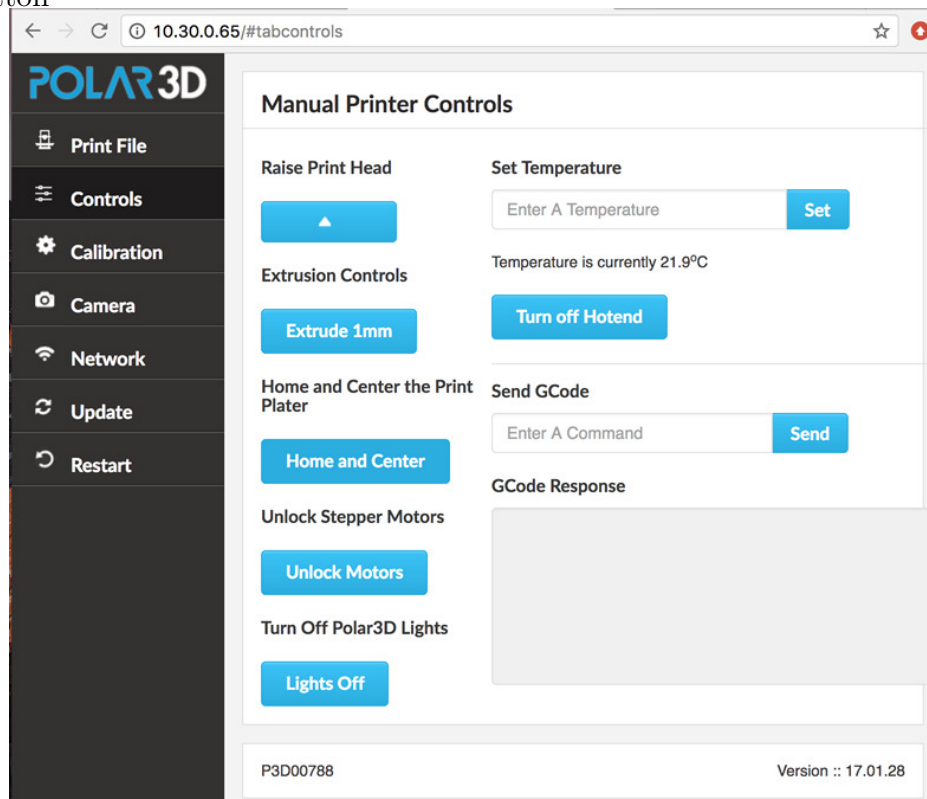 10.30.0.65/#tabcontrols
POLAR3D
Print File
Controls
Calibration
Camera
Network
Update
Restart
Manual Printer Controls
Raise Print Head
Extrusion Controls
Extrude 1mm
Home and Center the Print
Plater
Home and Center
Unlock Stepper Motors
Unlock Motors
Turn Off Polar3D Lights
Lights Off
Set Temperature
Enter A Temperature
Set
Temperature is currently 21.9ºC
Turn off Hotend
Send GCode
Enter A Command
Send
GCode Response
P3D00788
Version :: 17.01.28